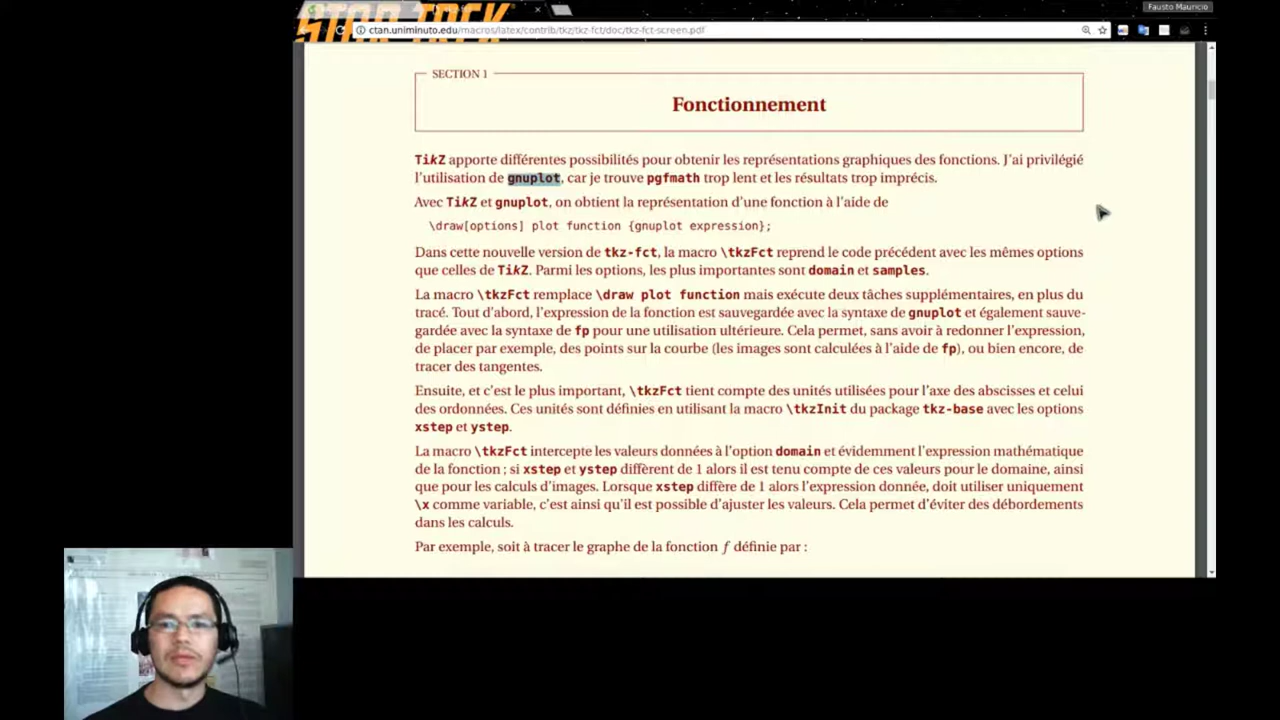 STAR TREK
Fausto Mauricio
ctan.uniminuto.edu/macros/latex/contrib/tkz/tkz-fct/doc/tkz-fct-screen.pdf
SECTION 1
Fonctionnement
TikZ apporte différentes possibilités pour obtenir les représentations graphiques des fonctions. J'ai privilégié
l'utilisation de gnuplot, car je trouve pgfmath trop lent et les résultats trop imprécis.
Avec TikZ et gnuplot, on obtient la représentation d'une fonction à l'aide de
\draw[options] plot function {gnuplot expression};
Dans cette nouvelle version de tkz-fct, la macro \tkzFct reprend le code précédent avec les mêmes options
que celles de TikZ. Parmi les options, les plus importantes sont domain et samples.
La macro \tkzFct remplace \draw plot function mais exécute deux tâches supplémentaires, en plus du
tracé. Tout d'abord, l'expression de la fonction est sauvegardée avec la syntaxe de gnuplot et également sauve-
gardée avec la syntaxe de fp pour une utilisation ultérieure. Cela permet, sans avoir à redonner l'expression,
de placer par exemple, des points sur la courbe (les images sont calculées à l'aide de fp), ou bien encore, de
tracer des tangentes.
Ensuite, et c'est le plus important, \tkzFct tient compte des unités utilisées pour l'axe des abscisses et celui
des ordonnées. Ces unités sont définies en utilisant la macro \tkzInit du package tkz-base avec les options
xstep et ystep.
La macro \tkzFct intercepte les valeurs données à l'option domain et évidemment l'expression mathématique
de la fonction ; si xstep et ystep diffèrent de 1 alors il est tenu compte de ces valeurs pour le domaine, ainsi
que pour les calculs d'images. Lorsque xstep diffère de 1 alors l'expression donnée, doit utiliser uniquement
\x comme variable, c'est ainsi qu'il est possible d'ajuster les valeurs. Cela permet d'éviter des débordements
dans les calculs.
Par exemple, soit à tracer le graphe de la fonction f définie par :